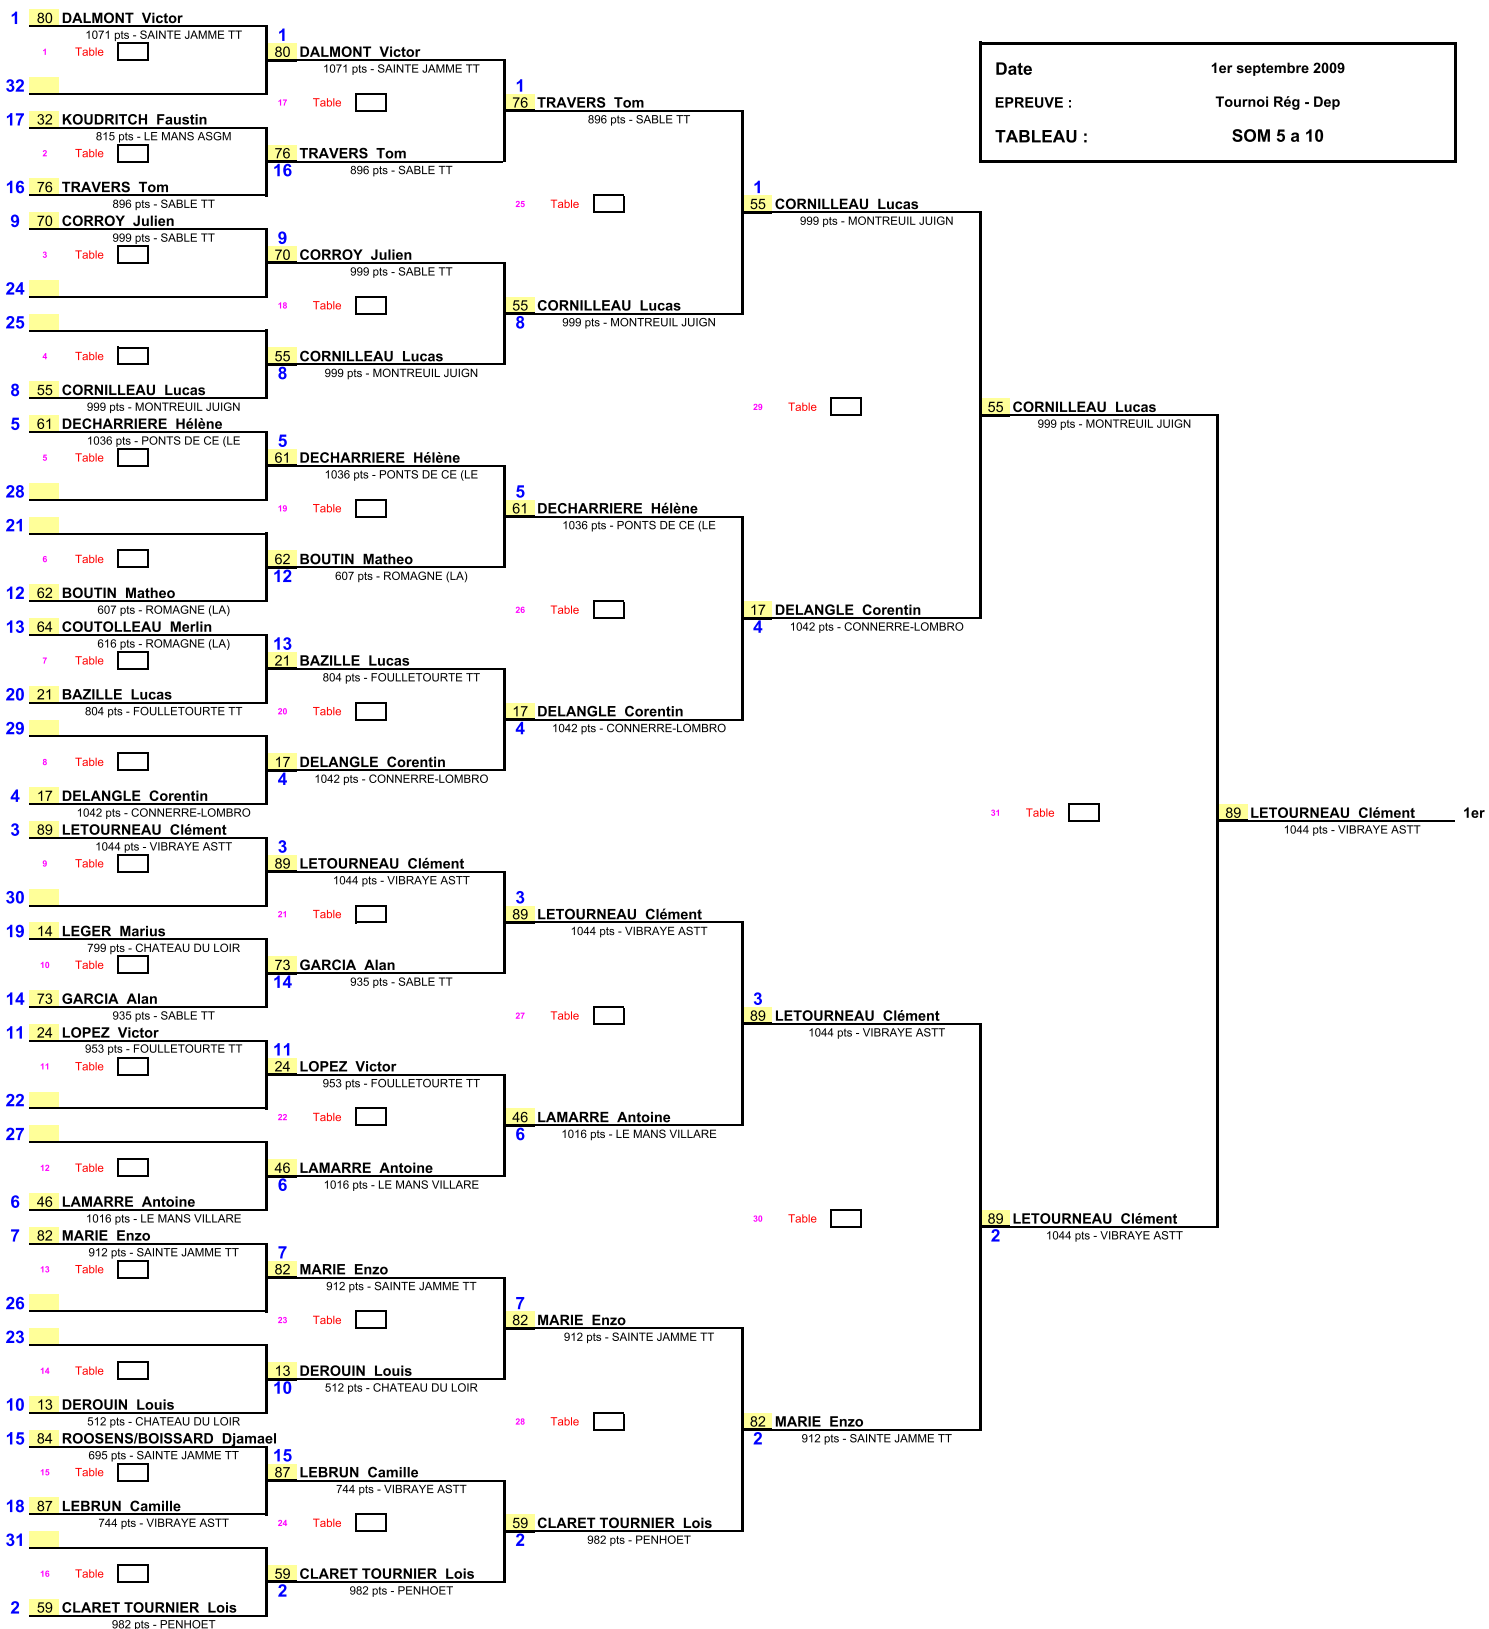 1 80 DALMONT Victor
1071 pts - SAINTE JAMME TT
1 Table
32
17 32 KOUDRITCH Faustin
815 pts - LE MANS ASGM
2 Table
16 76 TRAVERS Tom
896 pts - SABLE TT
9 70 CORROY Julien
999 pts - SABLE TT
3 Table
24
25
4 Table
8 55 CORNILLEAU Lucas
999 pts - MONTREUIL JUIGN
5 61 DECHARRIERE Hélène
1036 pts - PONTS DE CE (LE
5 Table
28
21
6 Table
12 62 BOUTIN Matheo
607 pts - ROMAGNE (LA)
13 64 COUTOLLEAU Merlin
616 pts - ROMAGNE (LA)
7 Table
20 21 BAZILLE Lucas
804 pts - FOULLETOURTE TT
29
8 Table
4 17 DELANGLE Corentin
1042 pts - CONNERRE-LOMBRO
3 89 LETOURNEAU Clément
1044 pts - VIBRAYE ASTT
9 Table
30
19 14 LEGER Marius
799 pts - CHATEAU DU LOIR
10 Table
14 73 GARCIA Alan
935 pts - SABLE TT
11 24 LOPEZ Victor
953 pts - FOULLETOURTE TT
11 Table
22
27
12 Table
6 46 LAMARRE Antoine
1016 pts - LE MANS VILLARE
7 82 MARIE Enzo
912 pts - SAINTE JAMME TT
13 Table
26
23
14 Table
10 13 DEROUIN Louis
512 pts - CHATEAU DU LOIR
15 84 ROOSENS/BOISSARD Djamael
695 pts - SAINTE JAMME TT
15 Table
18 87 LEBRUN Camille
744 pts - VIBRAYE ASTT
31
16 Table
2 59 CLARET TOURNIER Lois
982 pts - PENHOET
1
80 DALMONT Victor
1071 pts - SAINTE JAMME TT
17 Table
76 TRAVERS Tom
16 896 pts - SABLE TT
9
70 CORROY Julien
999 pts - SABLE TT
18 Table
55 CORNILLEAU Lucas
8 999 pts - MONTREUIL JUIGN
5
61 DECHARRIERE Hélène
1036 pts - PONTS DE CE (LE
19 Table
62 BOUTIN Matheo
12 607 pts - ROMAGNE (LA)
13
21 BAZILLE Lucas
804 pts - FOULLETOURTE TT
20 Table
17 DELANGLE Corentin
4 1042 pts - CONNERRE-LOMBRO
3
89 LETOURNEAU Clément
1044 pts - VIBRAYE ASTT
21 Table
73 GARCIA Alan
14 935 pts - SABLE TT
11
24 LOPEZ Victor
953 pts - FOULLETOURTE TT
22 Table
46 LAMARRE Antoine
6 1016 pts - LE MANS VILLARE
7
82 MARIE Enzo
912 pts - SAINTE JAMME TT
23 Table
13 DEROUIN Louis
10 512 pts - CHATEAU DU LOIR
15
87 LEBRUN Camille
744 pts - VIBRAYE ASTT
24 Table
59 CLARET TOURNIER Lois
2 982 pts - PENHOET
1
76 TRAVERS Tom
896 pts - SABLE TT
25 Table
55 CORNILLEAU Lucas
8 999 pts - MONTREUIL JUIGN
5
61 DECHARRIERE Hélène
1036 pts - PONTS DE CE (LE
26 Table
17 DELANGLE Corentin
4 1042 pts - CONNERRE-LOMBRO
3
89 LETOURNEAU Clément
1044 pts - VIBRAYE ASTT
27 Table
46 LAMARRE Antoine
6 1016 pts - LE MANS VILLARE
7
82 MARIE Enzo
912 pts - SAINTE JAMME TT
28 Table
59 CLARET TOURNIER Lois
2 982 pts - PENHOET
1
55 CORNILLEAU Lucas
999 pts - MONTREUIL JUIGN
29 Table
17 DELANGLE Corentin
4 1042 pts - CONNERRE-LOMBRO
3
89 LETOURNEAU Clément
1044 pts - VIBRAYE ASTT
30 Table
82 MARIE Enzo
2 912 pts - SAINTE JAMME TT
Date 1er septembre 2009
EPREUVE : Tournoi Rég - Dep
TABLEAU : SOM 5 a 10
55 CORNILLEAU Lucas
999 pts - MONTREUIL JUIGN
31 Table
89 LETOURNEAU Clément
2 1044 pts - VIBRAYE ASTT
89 LETOURNEAU Clément 1er
1044 pts - VIBRAYE ASTT